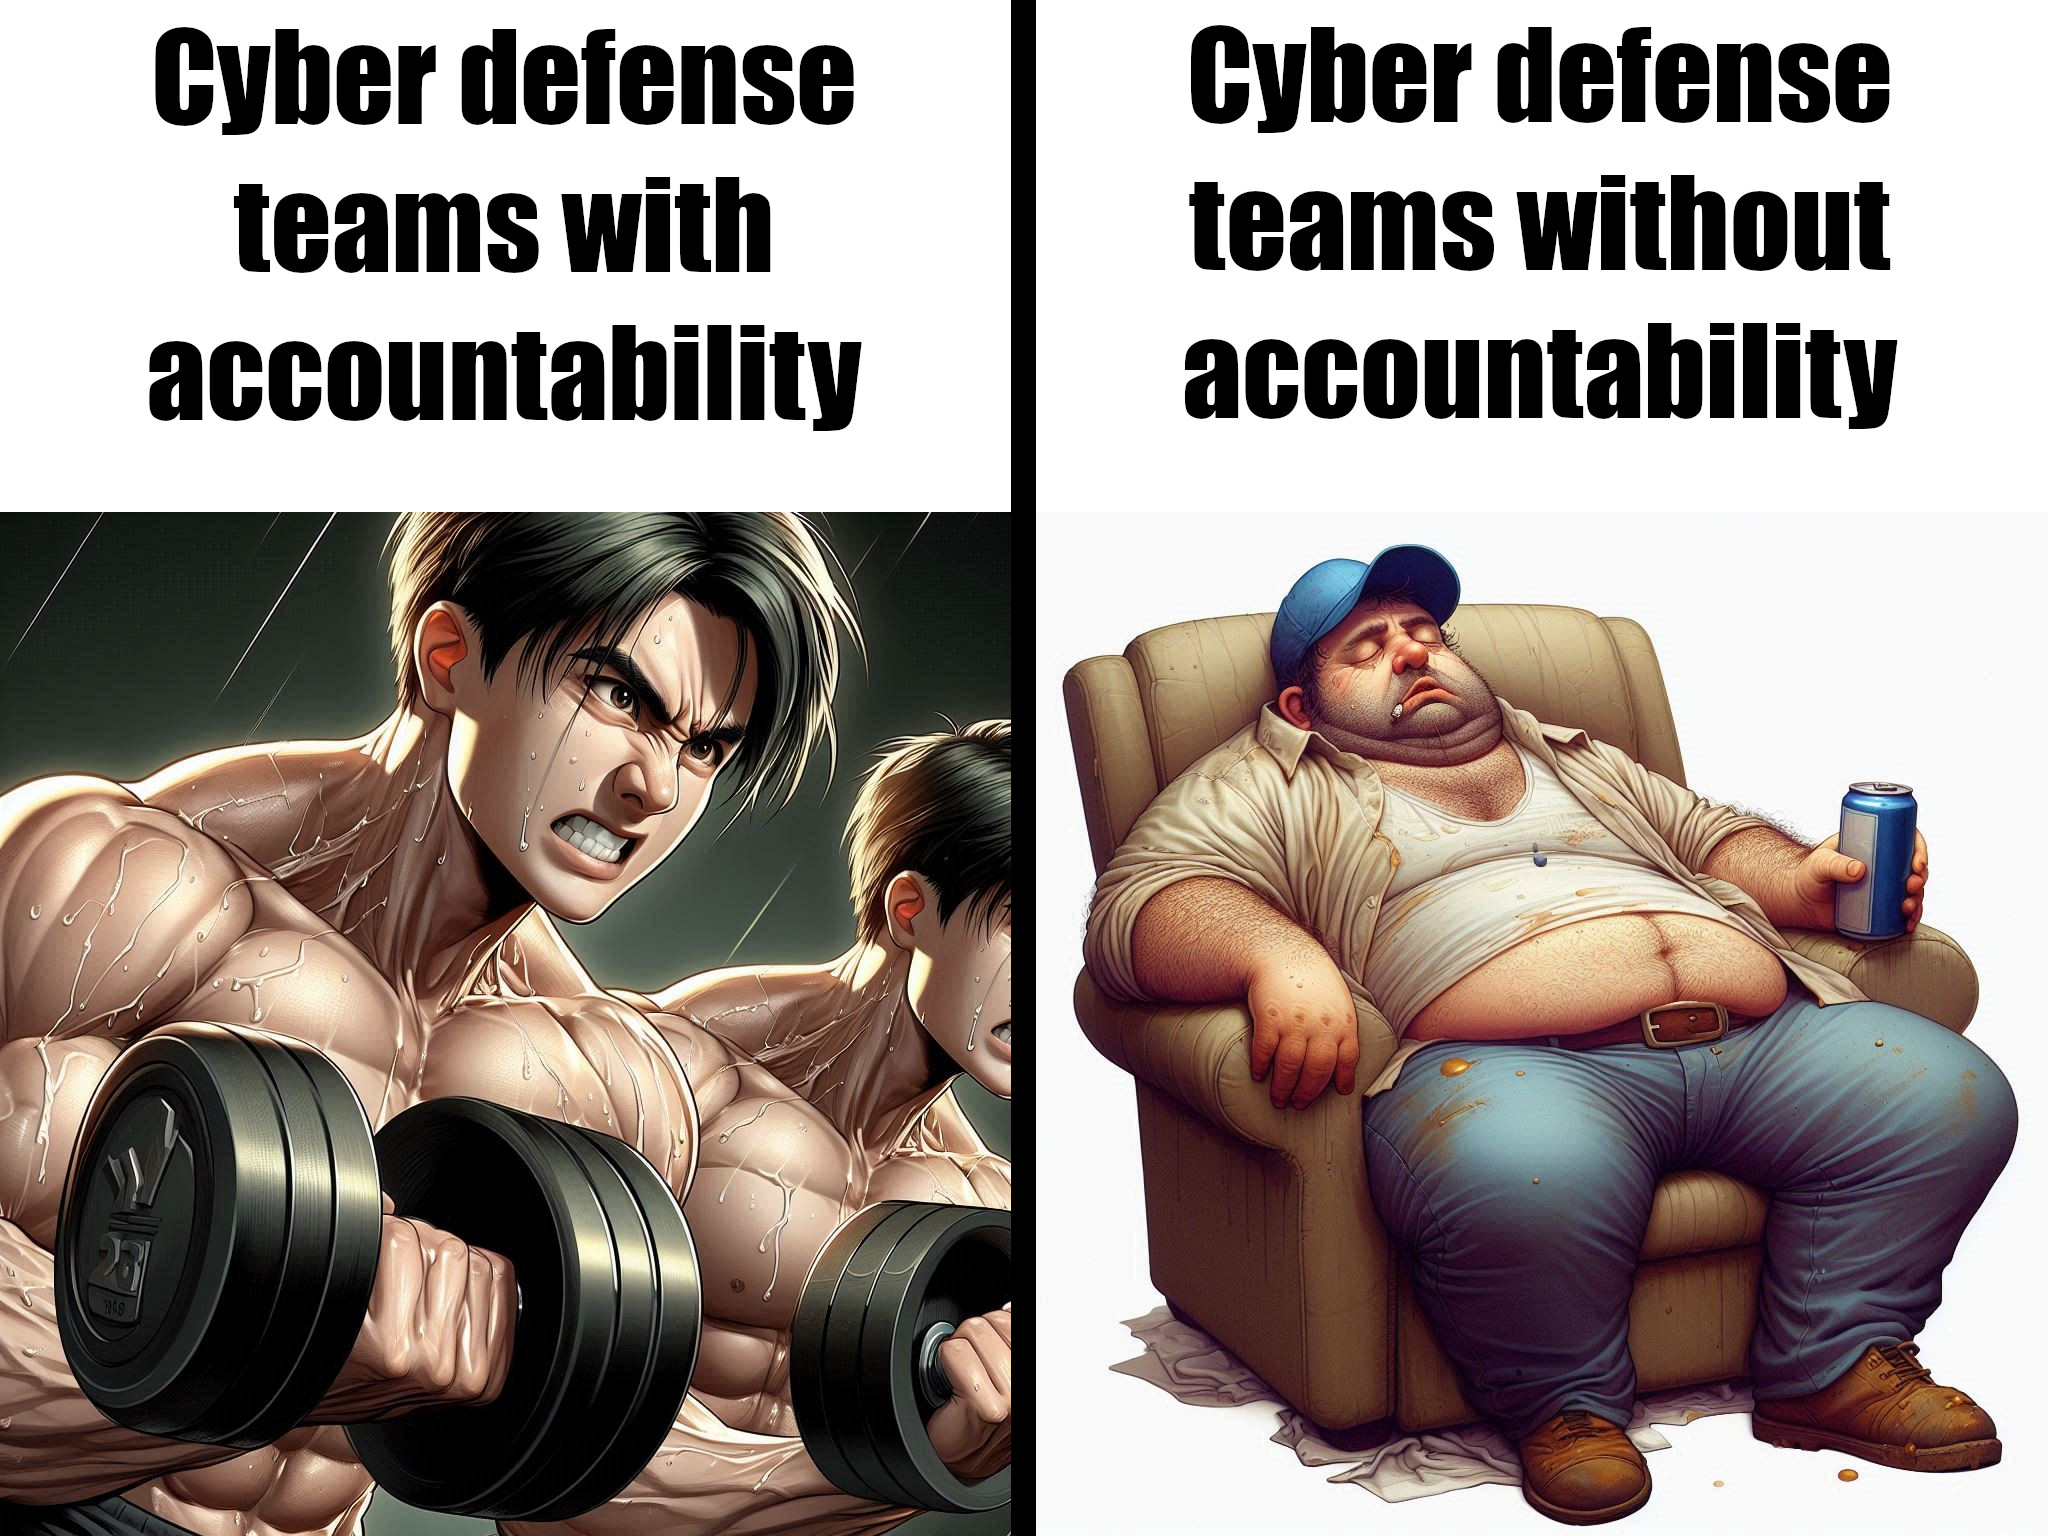 Cyber defense
teams with
accountability
Cyber defense
teams without
accountability